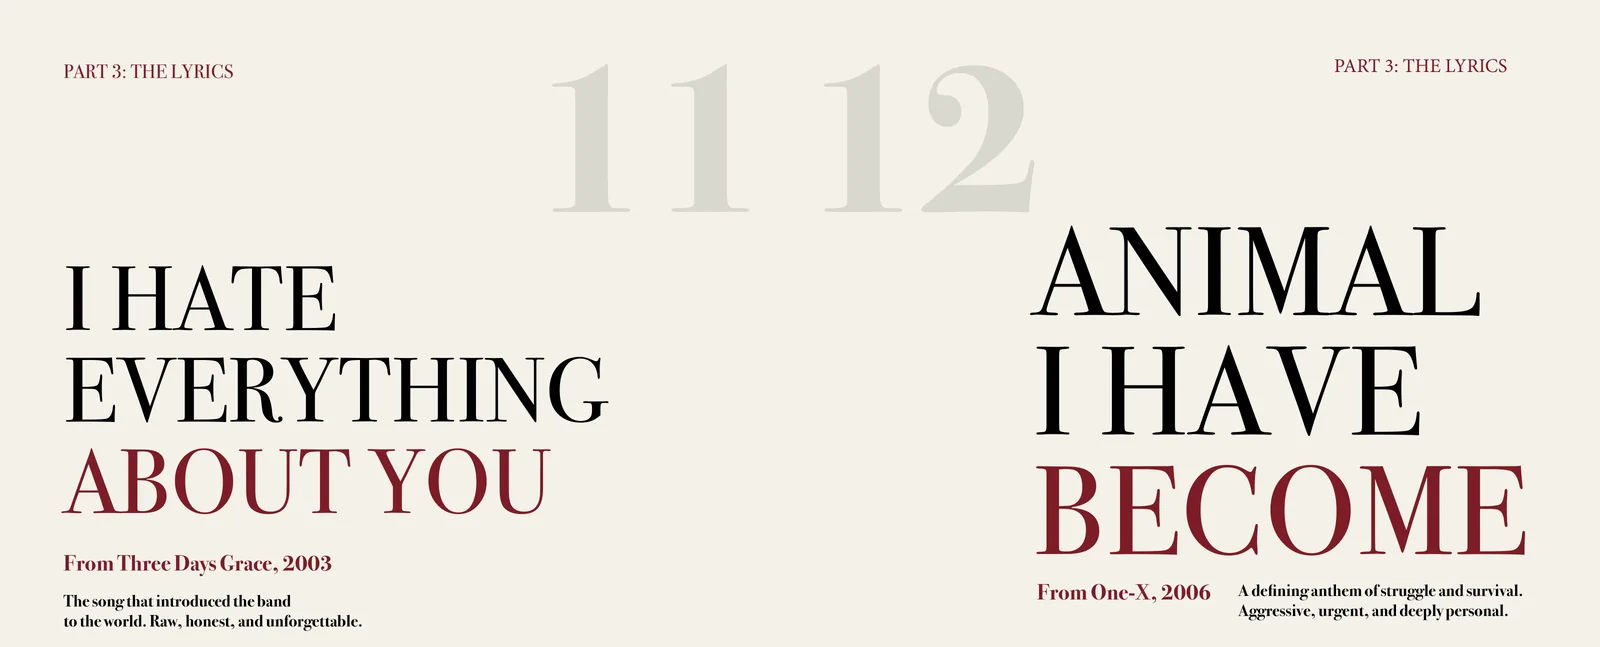 PART 3: THE LYRICS
11
I HATE
EVERYTHING
ABOUT YOU
From Three Days Grace, 2003
The song that introduced the band
to the world. Raw, honest, and unforgettable.
12
PART 3: THE LYRICS
ANIMAL
I HAVE
BECOME
From One-X, 2006
A defining anthem of struggle and survival.
Aggressive, urgent, and deeply personal.